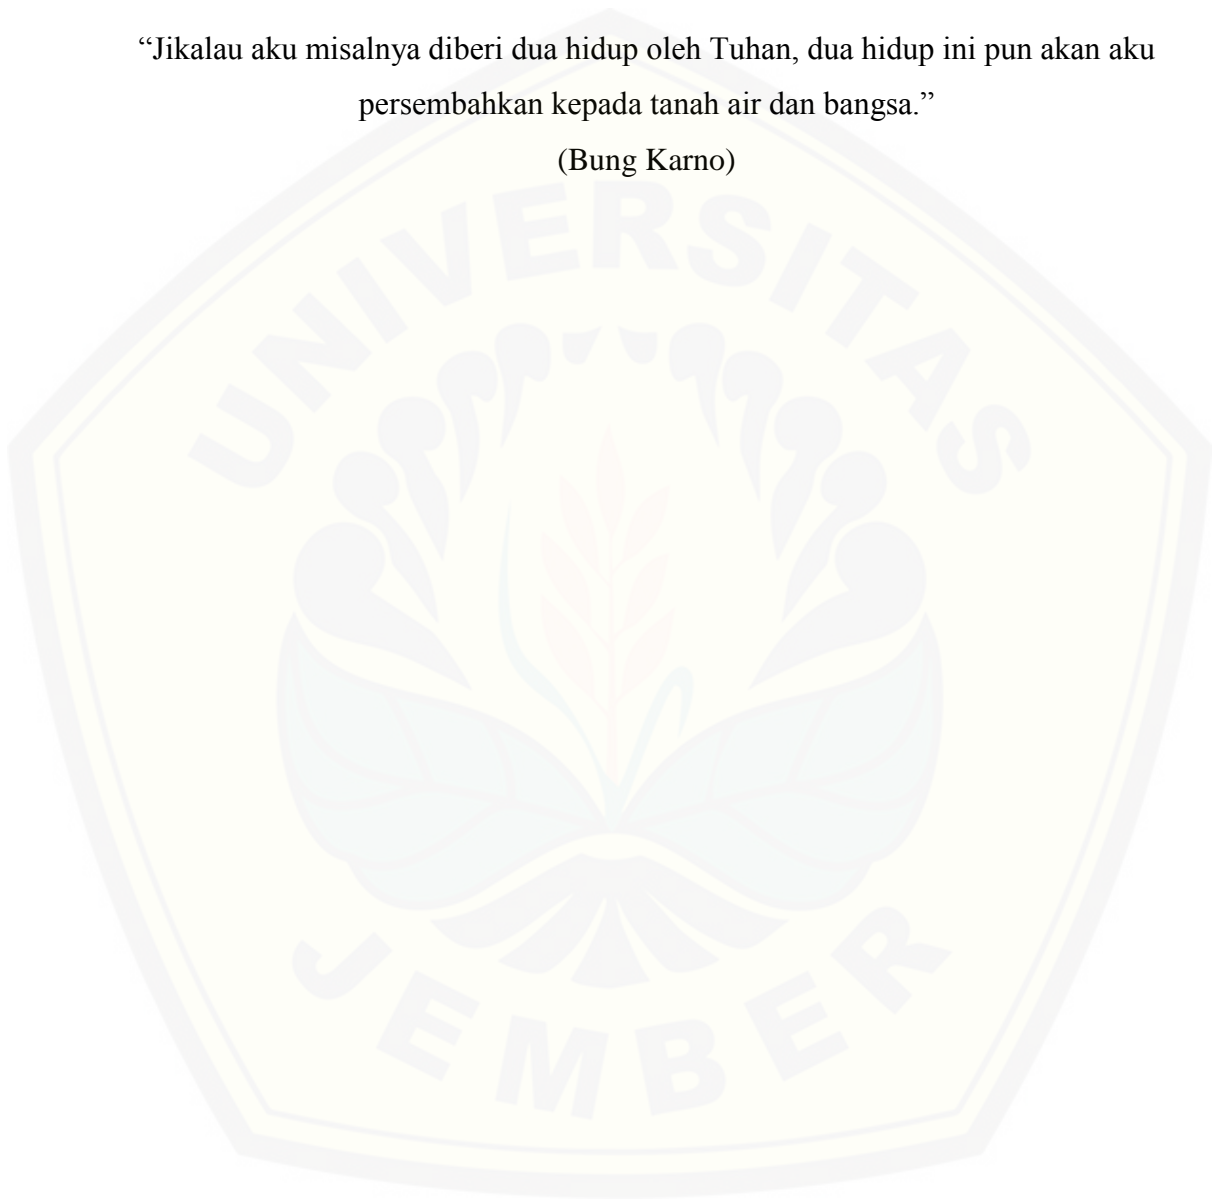 “Jikalau aku misalnya diberi dua hidup oleh Tuhan, dua hidup ini pun akan aku
persembahkan kepada tanah air dan bangsa.”
(Bung Karno)
UNIVERSITAS
JEMBER